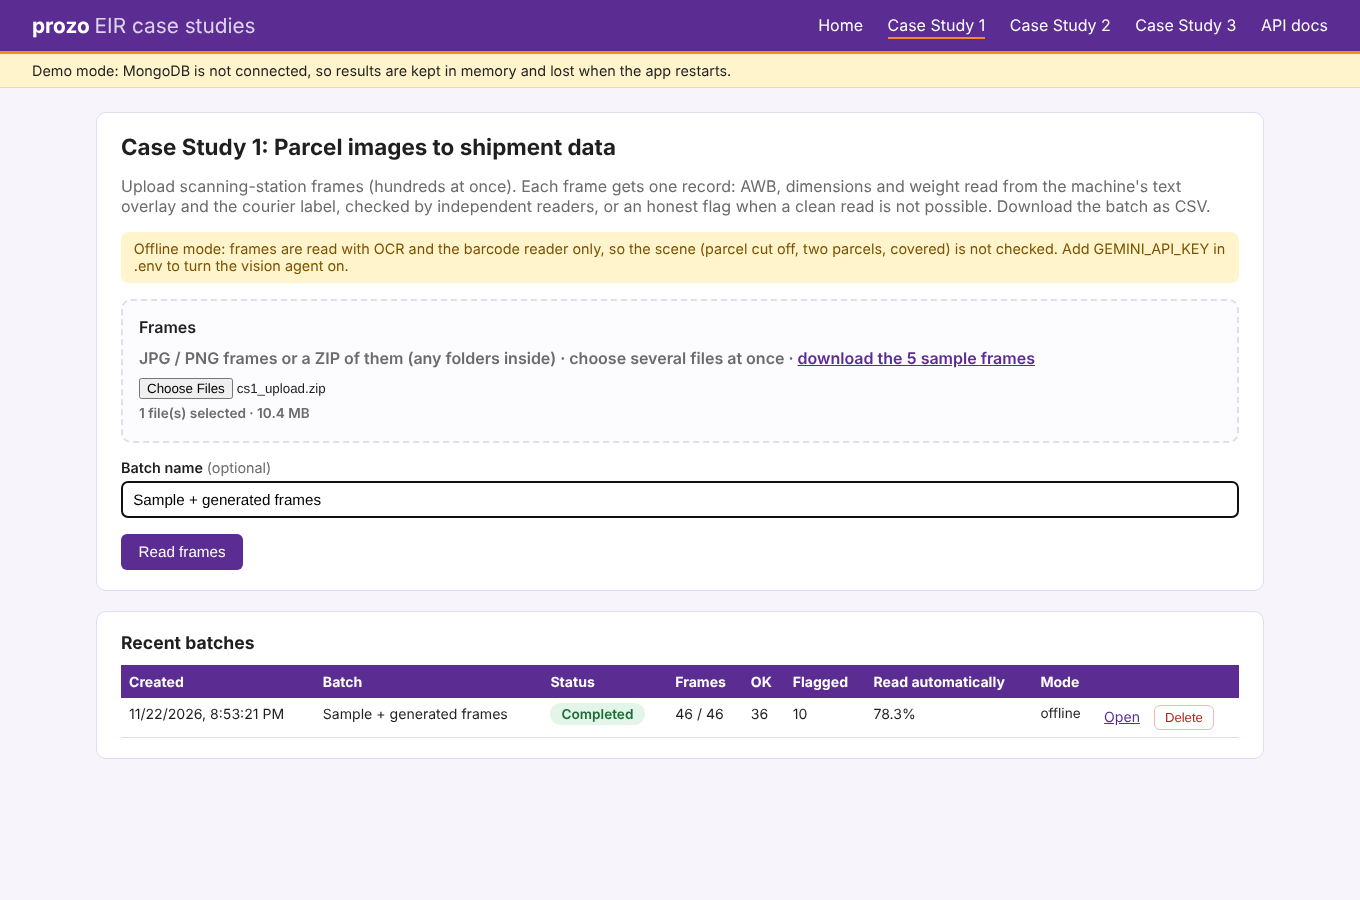 prozo EIR case studies
Home Case Study 1 Case Study 2 Case Study 3 API docs
Demo mode: MongoDB is not connected, so results are kept in memory and lost when the app restarts.
Case Study 1: Parcel images to shipment data
Upload scanning-station frames (hundreds at once). Each frame gets one record: AWB, dimensions and weight read from the machine's text
overlay and the courier label, checked by independent readers, or an honest flag when a clean read is not possible. Download the batch as CSV.
Offline mode: frames are read with OCR and the barcode reader only, so the scene (parcel cut off, two parcels, covered) is not checked. Add GEMINI_API_KEY in
.env to turn the vision agent on.
Frames
JPG / PNG frames or a ZIP of them (any folders inside) · choose several files at once · download the 5 sample frames
Choose Files cs1_upload.zip
1 file(s) selected · 10.4 MB
Batch name (optional)
Sample + generated frames
Read frames
Recent batches
Created Batch Status Frames OK Flagged Read automatically Mode
11/22/2026, 8:53:21 PM Sample + generated frames Completed 46 / 46 36 10 78.3% offline Open Delete